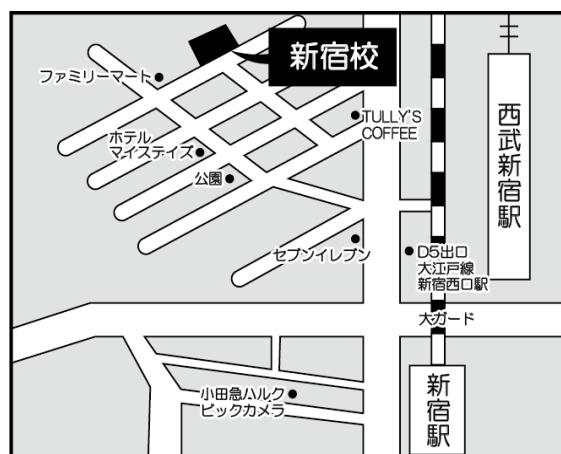 新宿校
ファミリーマート
TULLY'S
COFFEE
西武新宿駅
ホテル
マイステイズ
公園
セブンイレブン
D5出口
大江戸線
新宿西口駅
大ガード
小田急ハルク
ビックカメラ
新宿駅